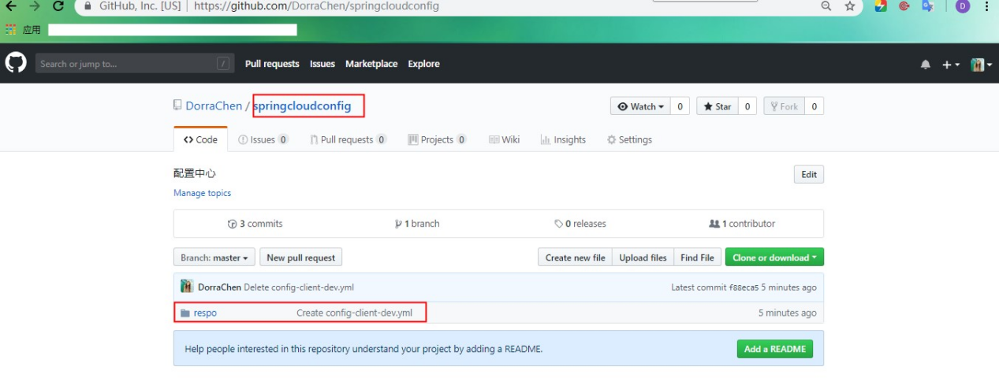 GitHub, Inc. [US] | https://github.com/DorraChen/springcloudconfig
D
应用
Search or jump to... /
Pull requests Issues Marketplace Explore
DorraChen / springcloudconfig
Watch 0 Star 0 Fork 0
Code Issues 0 Pull requests 0 Projects 0 Wiki Insights Settings
配置中心
Edit
Manage topics
3 commits 1 branch 0 releases 1 contributor
Branch: master New pull request Create new file Upload files Find File Clone or download
DorraChen Delete config-client-dev.yml Latest commit f88eca5 5 minutes ago
respo Create config-client-dev.yml 5 minutes ago
Help people interested in this repository understand your project by adding a README. Add a README